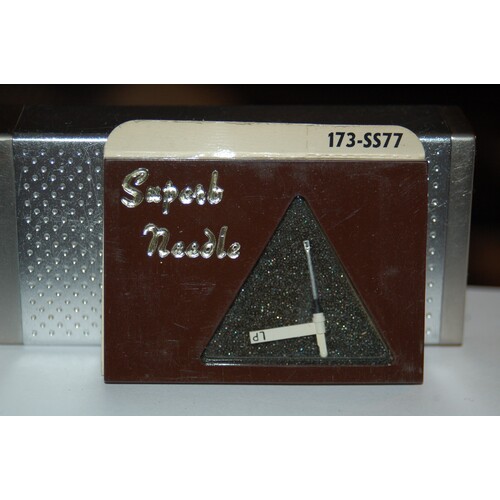 173-SS77
Superb
Needle
LP